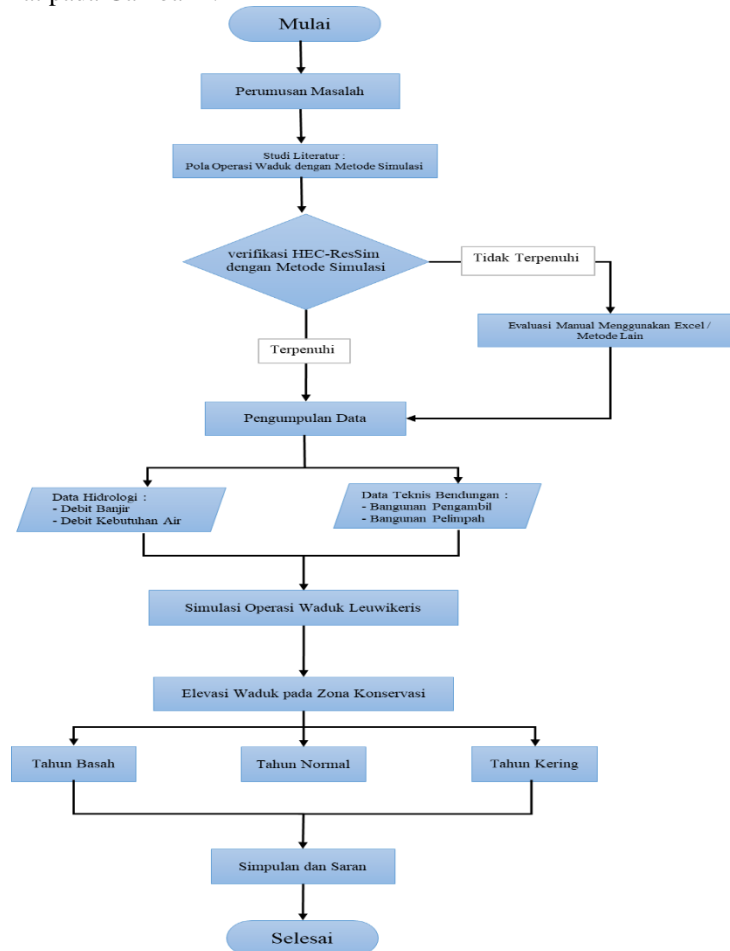 pada
Mulai
Perumusan Masalah
Studi Literatur :
Pola Operasi Waduk dengan Metode Simulasi
verifikasi HEC-ResSim
dengan Metode Simulasi
Tidak Terpenuhi
Evaluasi Manual Menggunakan Excel /
Metode Lain
Terpenuhi
Pengumpulan Data
Data Hidrologi :
- Debit Banjir
- Debit Kebutuhan Air
Data Teknis Bendungan :
- Bangunan Pengambil
- Bangunan Pelimpah
Simulasi Operasi Waduk Leuwikeris
Elevasi Waduk pada Zona Konservasi
Tahun Basah
Tahun Normal
Tahun Kering
Simpulan dan Saran
Selesai